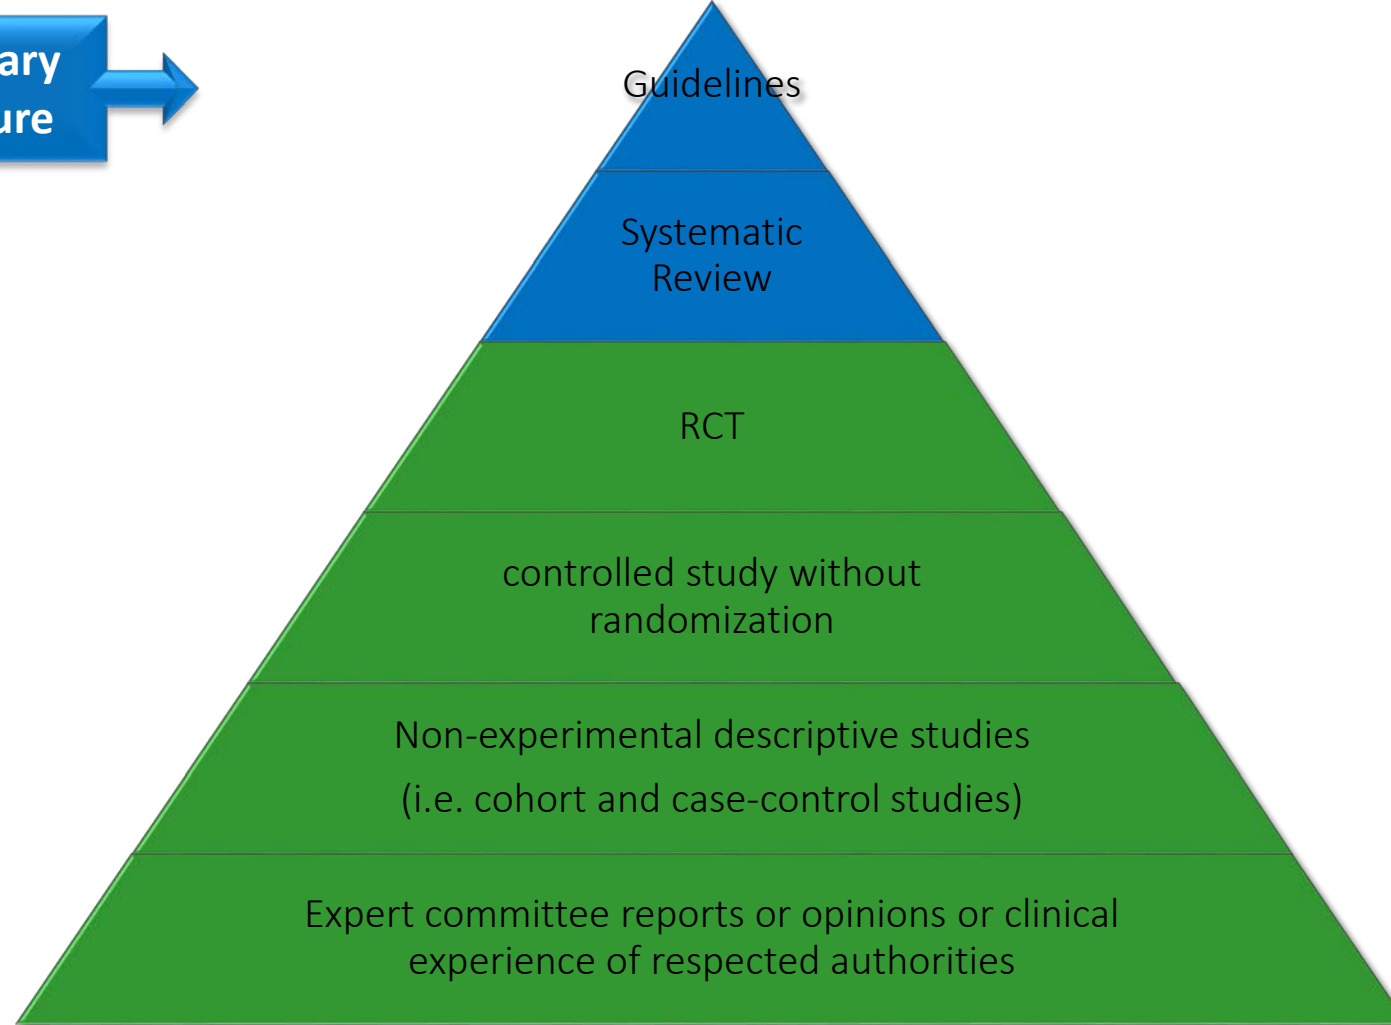 ary
ure
Guidelines
Systematic
Review
RCT
controlled study without
randomization
Non-experimental descriptive studies
(i.e. cohort and case-control studies)
Expert committee reports or opinions or clinical
experience of respected authorities